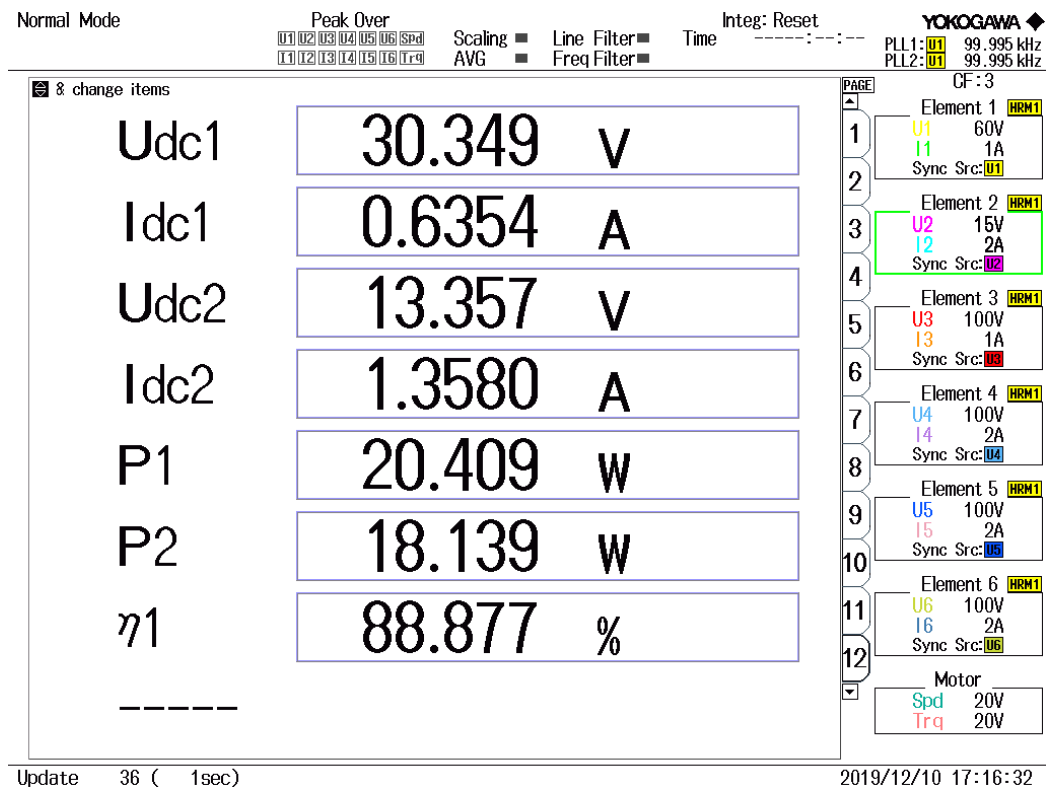 Normal Mode
Peak Over
U1 U2 U3 U4 U5 U6 Spd
I1 I2 I3 I4 I5 I6 Trq
Scaling
AVG
Line Filter
Freq Filter
Integ: Reset
Time -----:--:--
YOKOGAWA
PLL1: U1 99.995 kHz
PLL2: U1 99.995 kHz
& change items
PAGE
CF:3
Udc1 30.349 V
Idc1 0.6354 A
Udc2 13.357 V
Idc2 1.3580 A
P1 20.409 W
P2 18.139 W
η1 88.877 %
-----
1
2
3
4
5
6
7
8
9
10
11
12
Element 1 HRM1
U1 60V
I1 1A
Sync Src: U1
Element 2 HRM1
U2 15V
I2 2A
Sync Src: U2
Element 3 HRM1
U3 100V
I3 1A
Sync Src: U3
Element 4 HRM1
U4 100V
I4 2A
Sync Src: U4
Element 5 HRM1
U5 100V
I5 2A
Sync Src: U5
Element 6 HRM1
U6 100V
I6 2A
Sync Src: U6
Motor
Spd 20V
Trq 20V
Update 36 ( 1sec)
2019/12/10 17:16:32